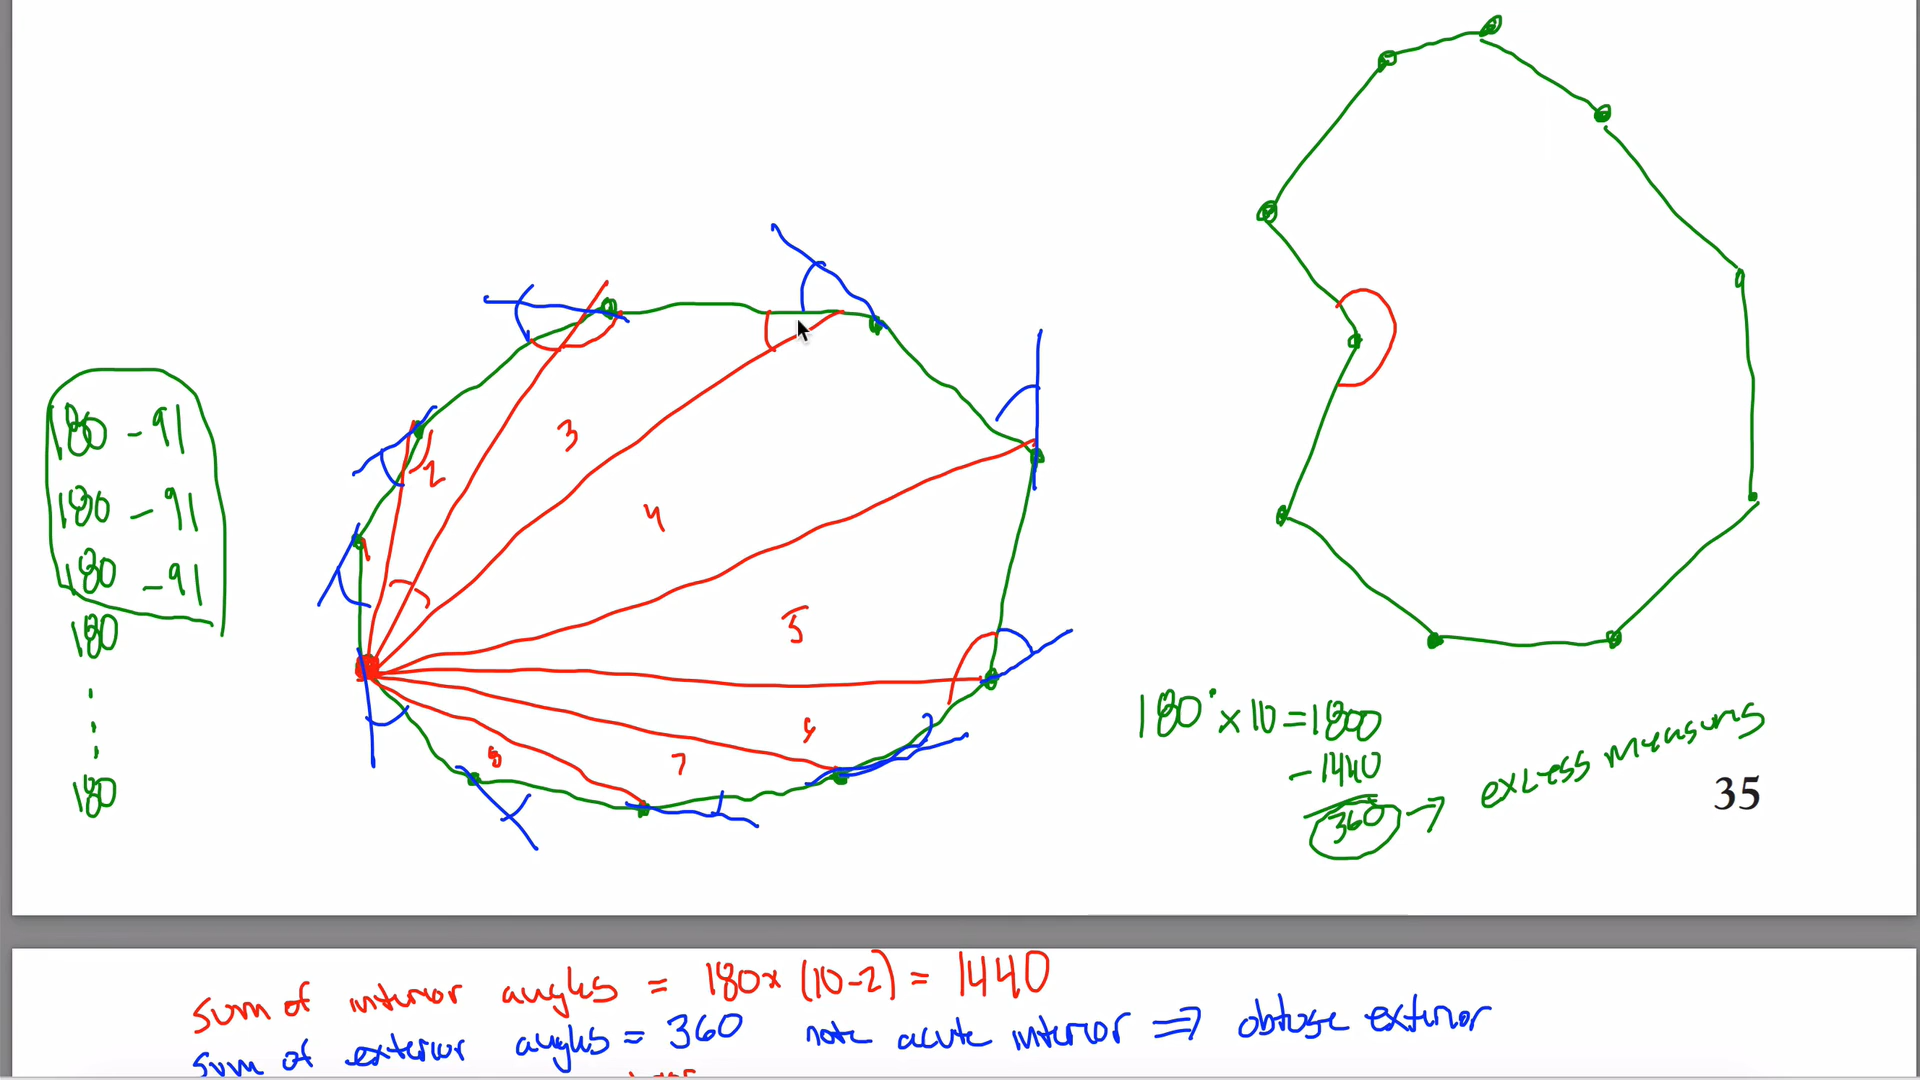 180 - 91
180 - 91
180 - 91
180
180
1
2
3
4
5
6
7
8
180° x 10 = 1800
- 1440
360 → excess measures
35
sum of interior angles = 180x (10-2) = 1440
sum of exterior angles = 360 note acute interior ⇒ obtuse exterior